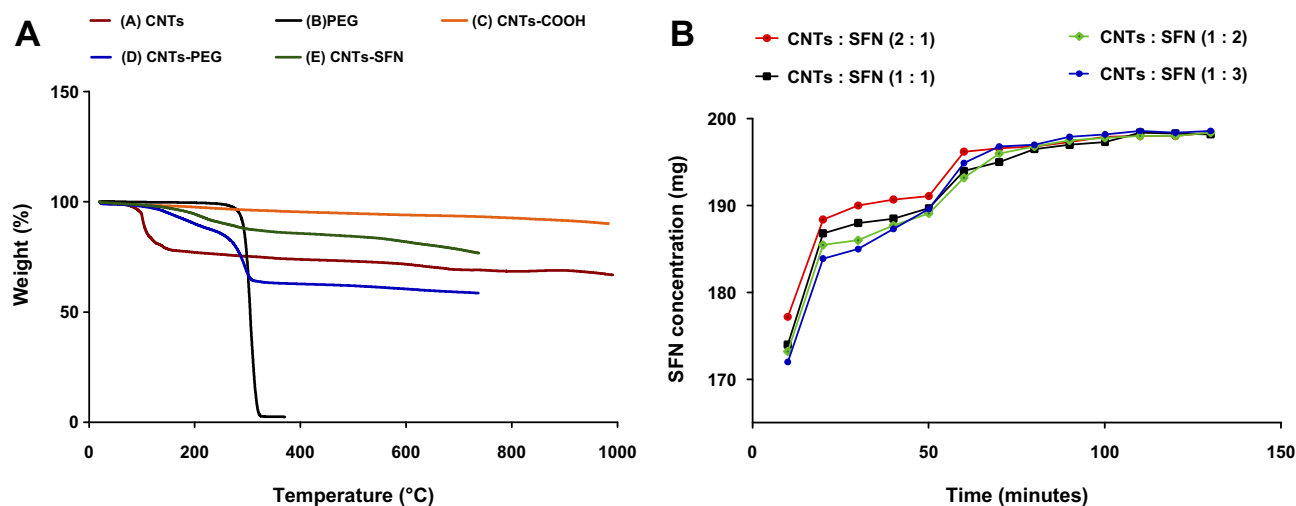 A
(A) CNTs (B)PEG (C) CNTs-COOH
(D) CNTs-PEG (E) CNTs-SFN
150
100
50
0
Weight (%)
0 200 400 600 800 1000
Temperature (°C)
B
CNTs : SFN (2 : 1) CNTs : SFN (1 : 2)
CNTs : SFN (1 : 1) CNTs : SFN (1 : 3)
200
190
180
170
SFN concentration (mg)
0 50 100 150
Time (minutes)